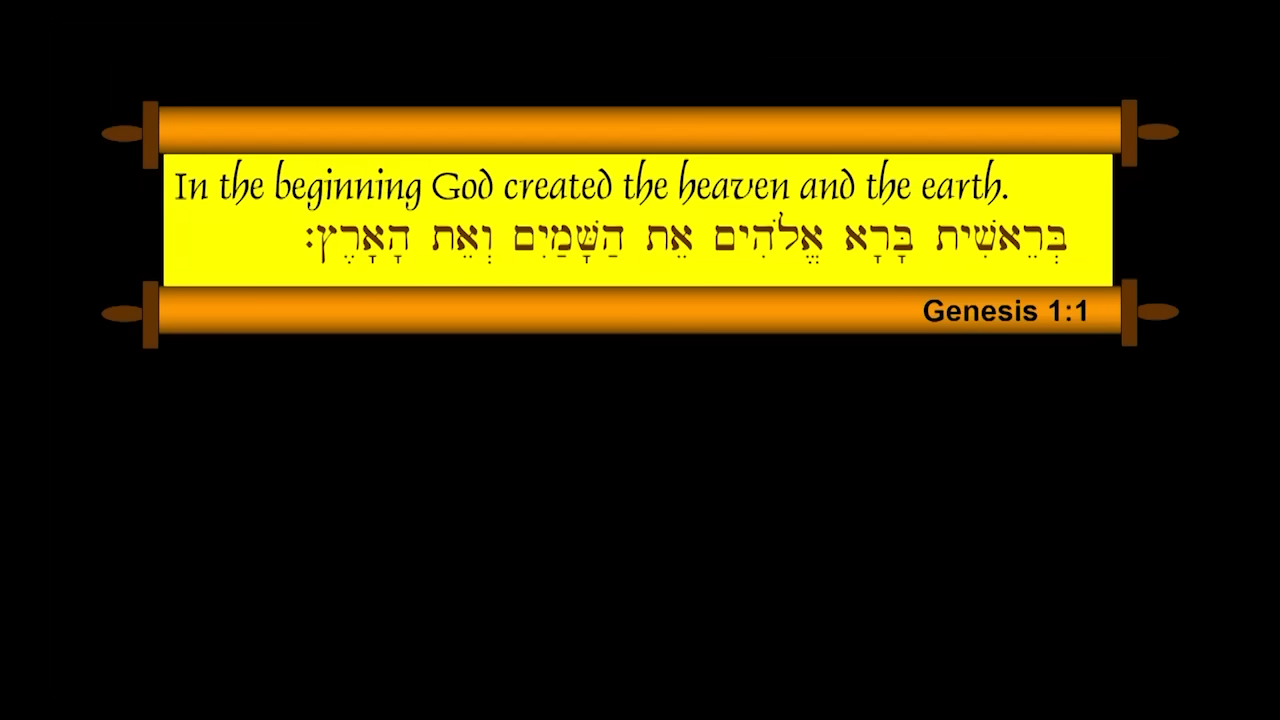 In the beginning God created the heaven and the earth.
בְּרֵאשִׁית בָּרָא אֱלֹהִים אֵת הַשָּׁמַיִם וְאֵת הָאָרֶץ׃
Genesis 1:1